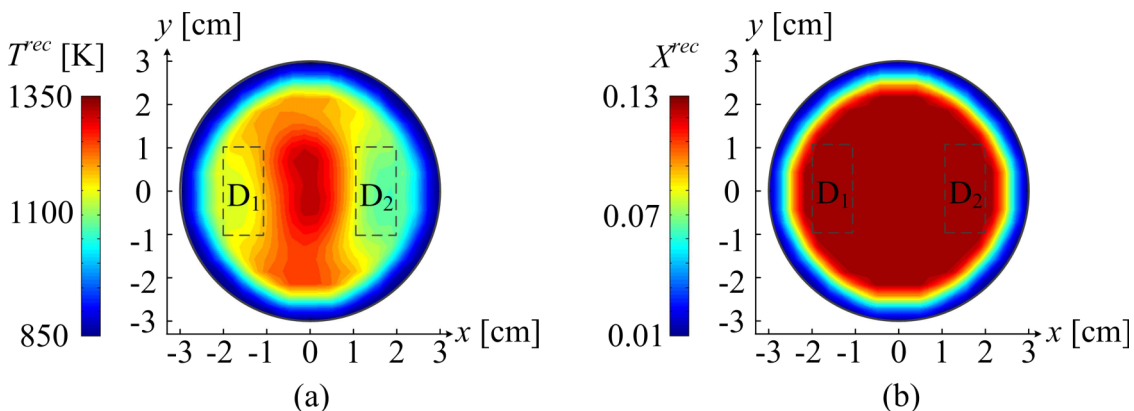 T^rec [K]
1350
1100
850
y [cm]
3
2
1
0
-1
-2
-3
D₁
D₂
-3 -2 -1 0 1 2 3
x [cm]
(a)
X^rec
0.13
0.07
0.01
y [cm]
3
2
1
0
-1
-2
-3
D₁
D₂
-3 -2 -1 0 1 2 3
x [cm]
(b)